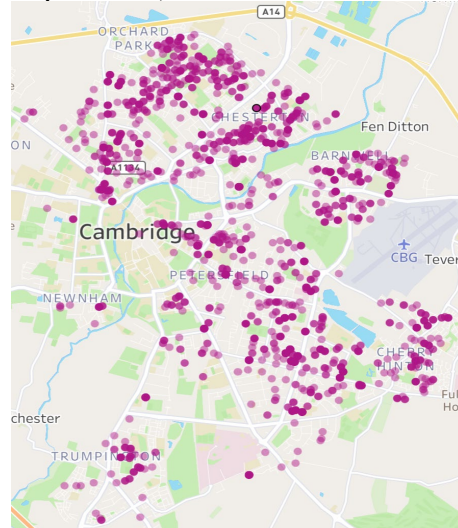 A14
ORCHARD
PARK
CHESTERTON
Fen Ditton
ON
BARNWELL
A1134
Cambridge
CBG
Tever
PETERSFIELD
NEWNHAM
CHERRY
HINTON
Ful
Ho
chester
TRUMPINGTON